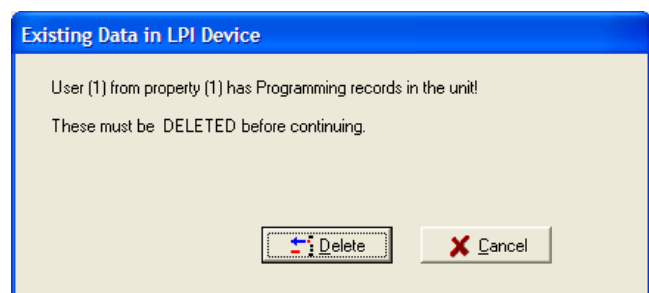 Existing Data in LPI Device
User (1) from property (1) has Programming records in the unit!
These must be  DELETED before continuing.
Delete
Cancel